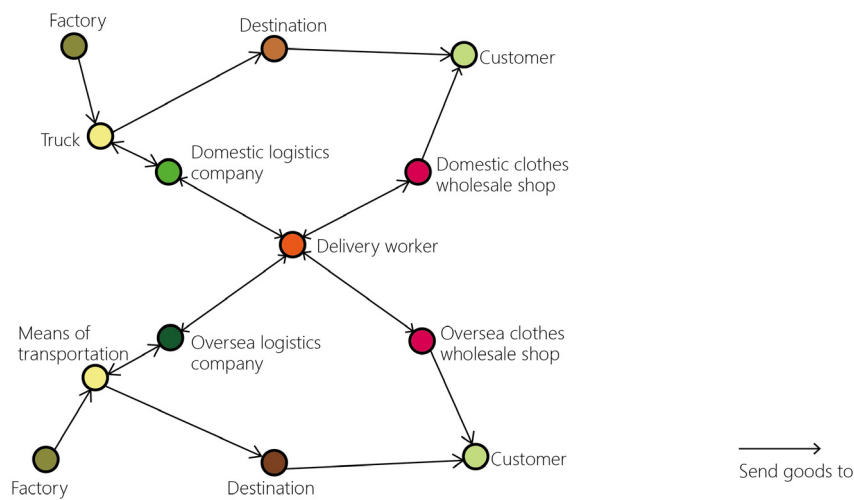 Factory
Destination
Customer
Truck
Domestic logistics
company
Domestic clothes
wholesale shop
Delivery worker
Means of
transportation
Oversea logistics
company
Oversea clothes
wholesale shop
Factory
Destination
Customer
Send goods to